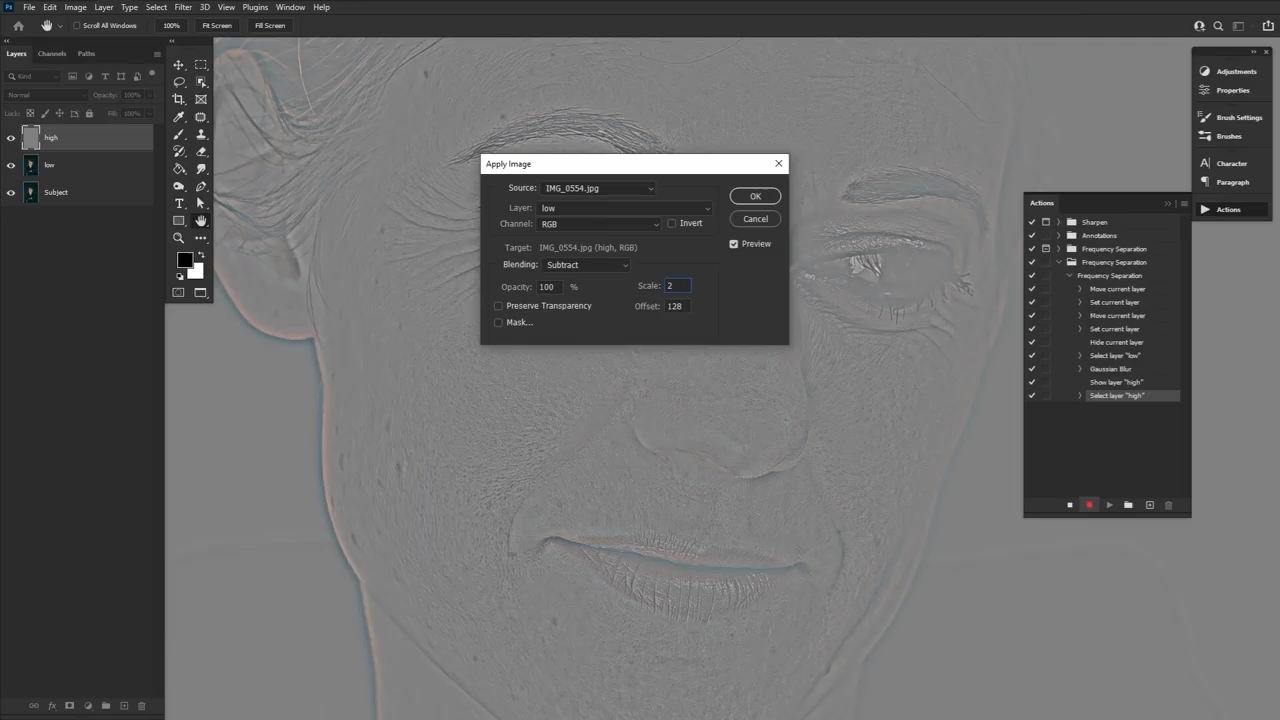 Ps File Edit Image Layer Type Select Filter 3D View Plugins Window Help
Scroll All Windows 100% Fit Screen Fill Screen
Layers Channels Paths
Kind
Normal Opacity: 100%
Lock: Fill: 100%
high
low
Subject
Apply Image
Source: IMG_0554.jpg
Layer: low
Channel: RGB Invert
Target: IMG_0554.jpg (high, RGB)
Blending: Subtract
Opacity: 100 % Scale: 2
Preserve Transparency Offset: 128
Mask...
OK
Cancel
Preview
Adjustments
Properties
Brush Settings
Brushes
Character
Paragraph
Actions
Actions
Sharpen
Annotations
Frequency Separation
Frequency Separation
Frequency Separation
Move current layer
Set current layer
Move current layer
Set current layer
Hide current layer
Select layer "low"
Gaussian Blur
Show layer "high"
Select layer "high"